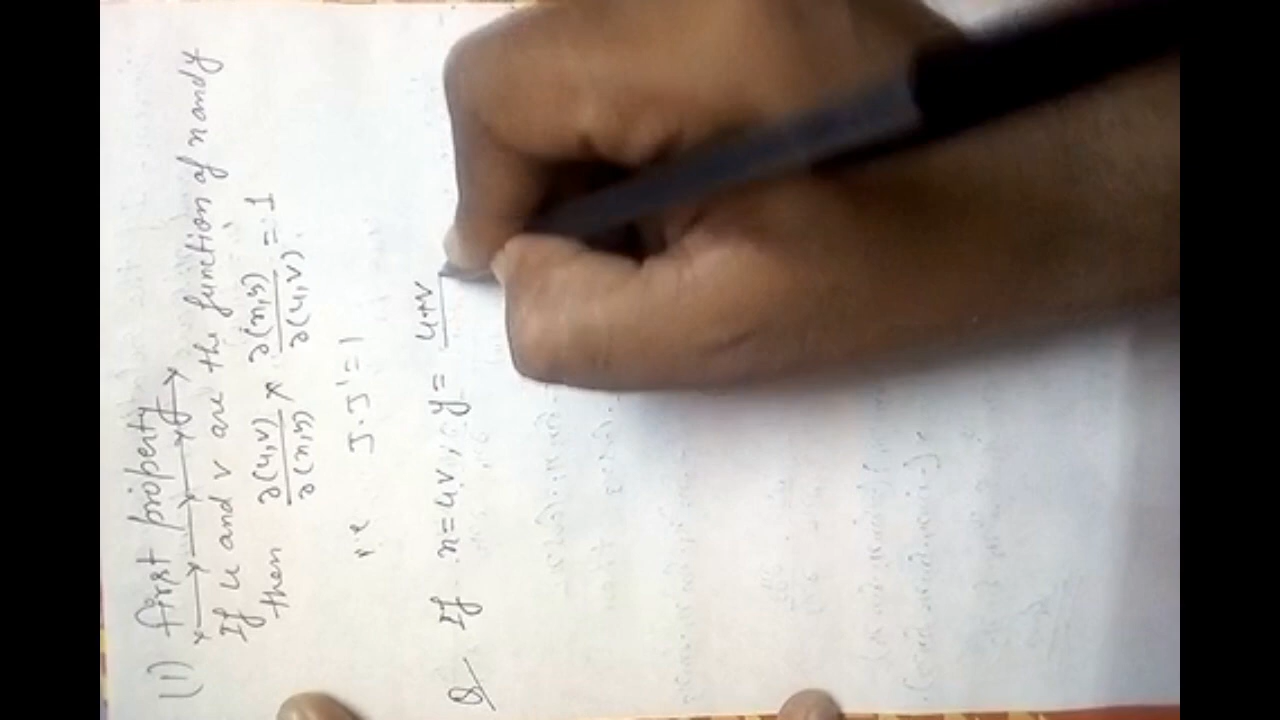 (1) first property
If u and v are the function of x and y
then ∂(u,v)/∂(x,y) × ∂(x,y)/∂(u,v) = 1
i.e J.J' = 1
Q If x = uv, y = u+v